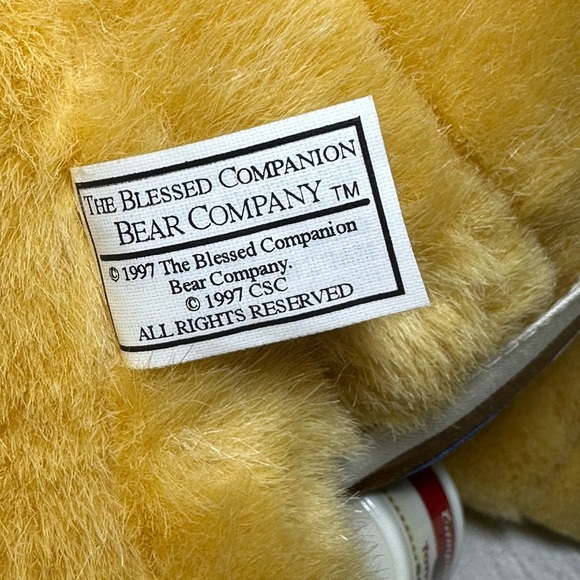 THE BLESSED COMPANION
BEAR COMPANY TM
© 1997 The Blessed Companion
Bear Company.
© 1997 CSC
ALL RIGHTS RESERVED